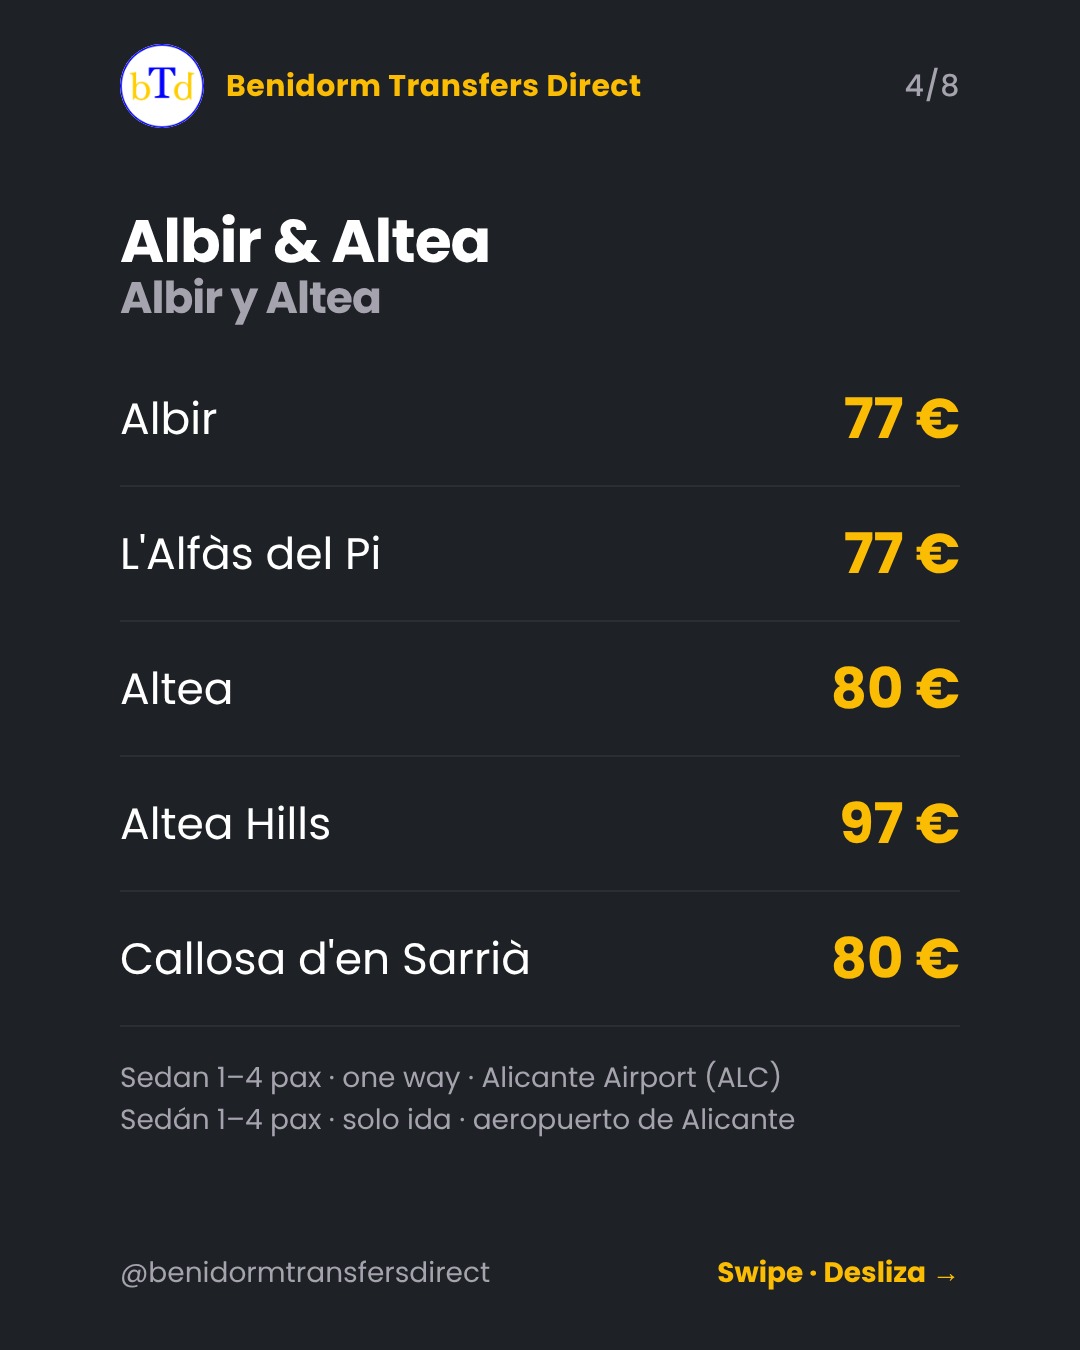 bTd
Benidorm Transfers Direct
4/8
Albir & Altea
Albir y Altea
Albir 77 €
L'Alfàs del Pi 77 €
Altea 80 €
Altea Hills 97 €
Callosa d'en Sarrià 80 €
Sedan 1–4 pax · one way · Alicante Airport (ALC)
Sedán 1–4 pax · solo ida · aeropuerto de Alicante
@benidormtransfersdirect
Swipe · Desliza →